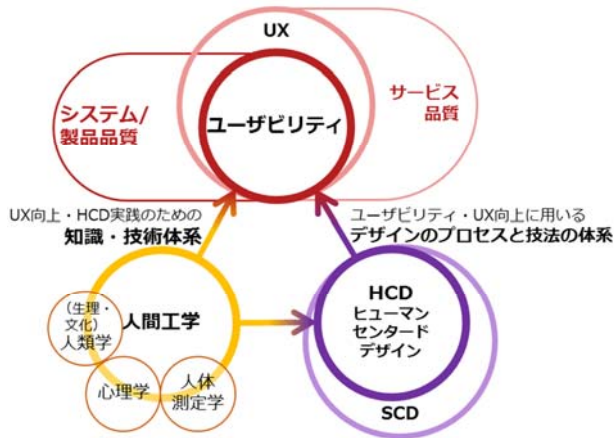 UX
システム/
製品品質
ユーザビリティ
サービス
品質
UX向上・HCD実践のための
知識・技術体系
ユーザビリティ・UX向上に用いる
デザインのプロセスと技法の体系
(生理・
文化)
人類学
人間工学
心理学
人体
測定学
HCD
ヒューマン
センタード
デザイン
SCD